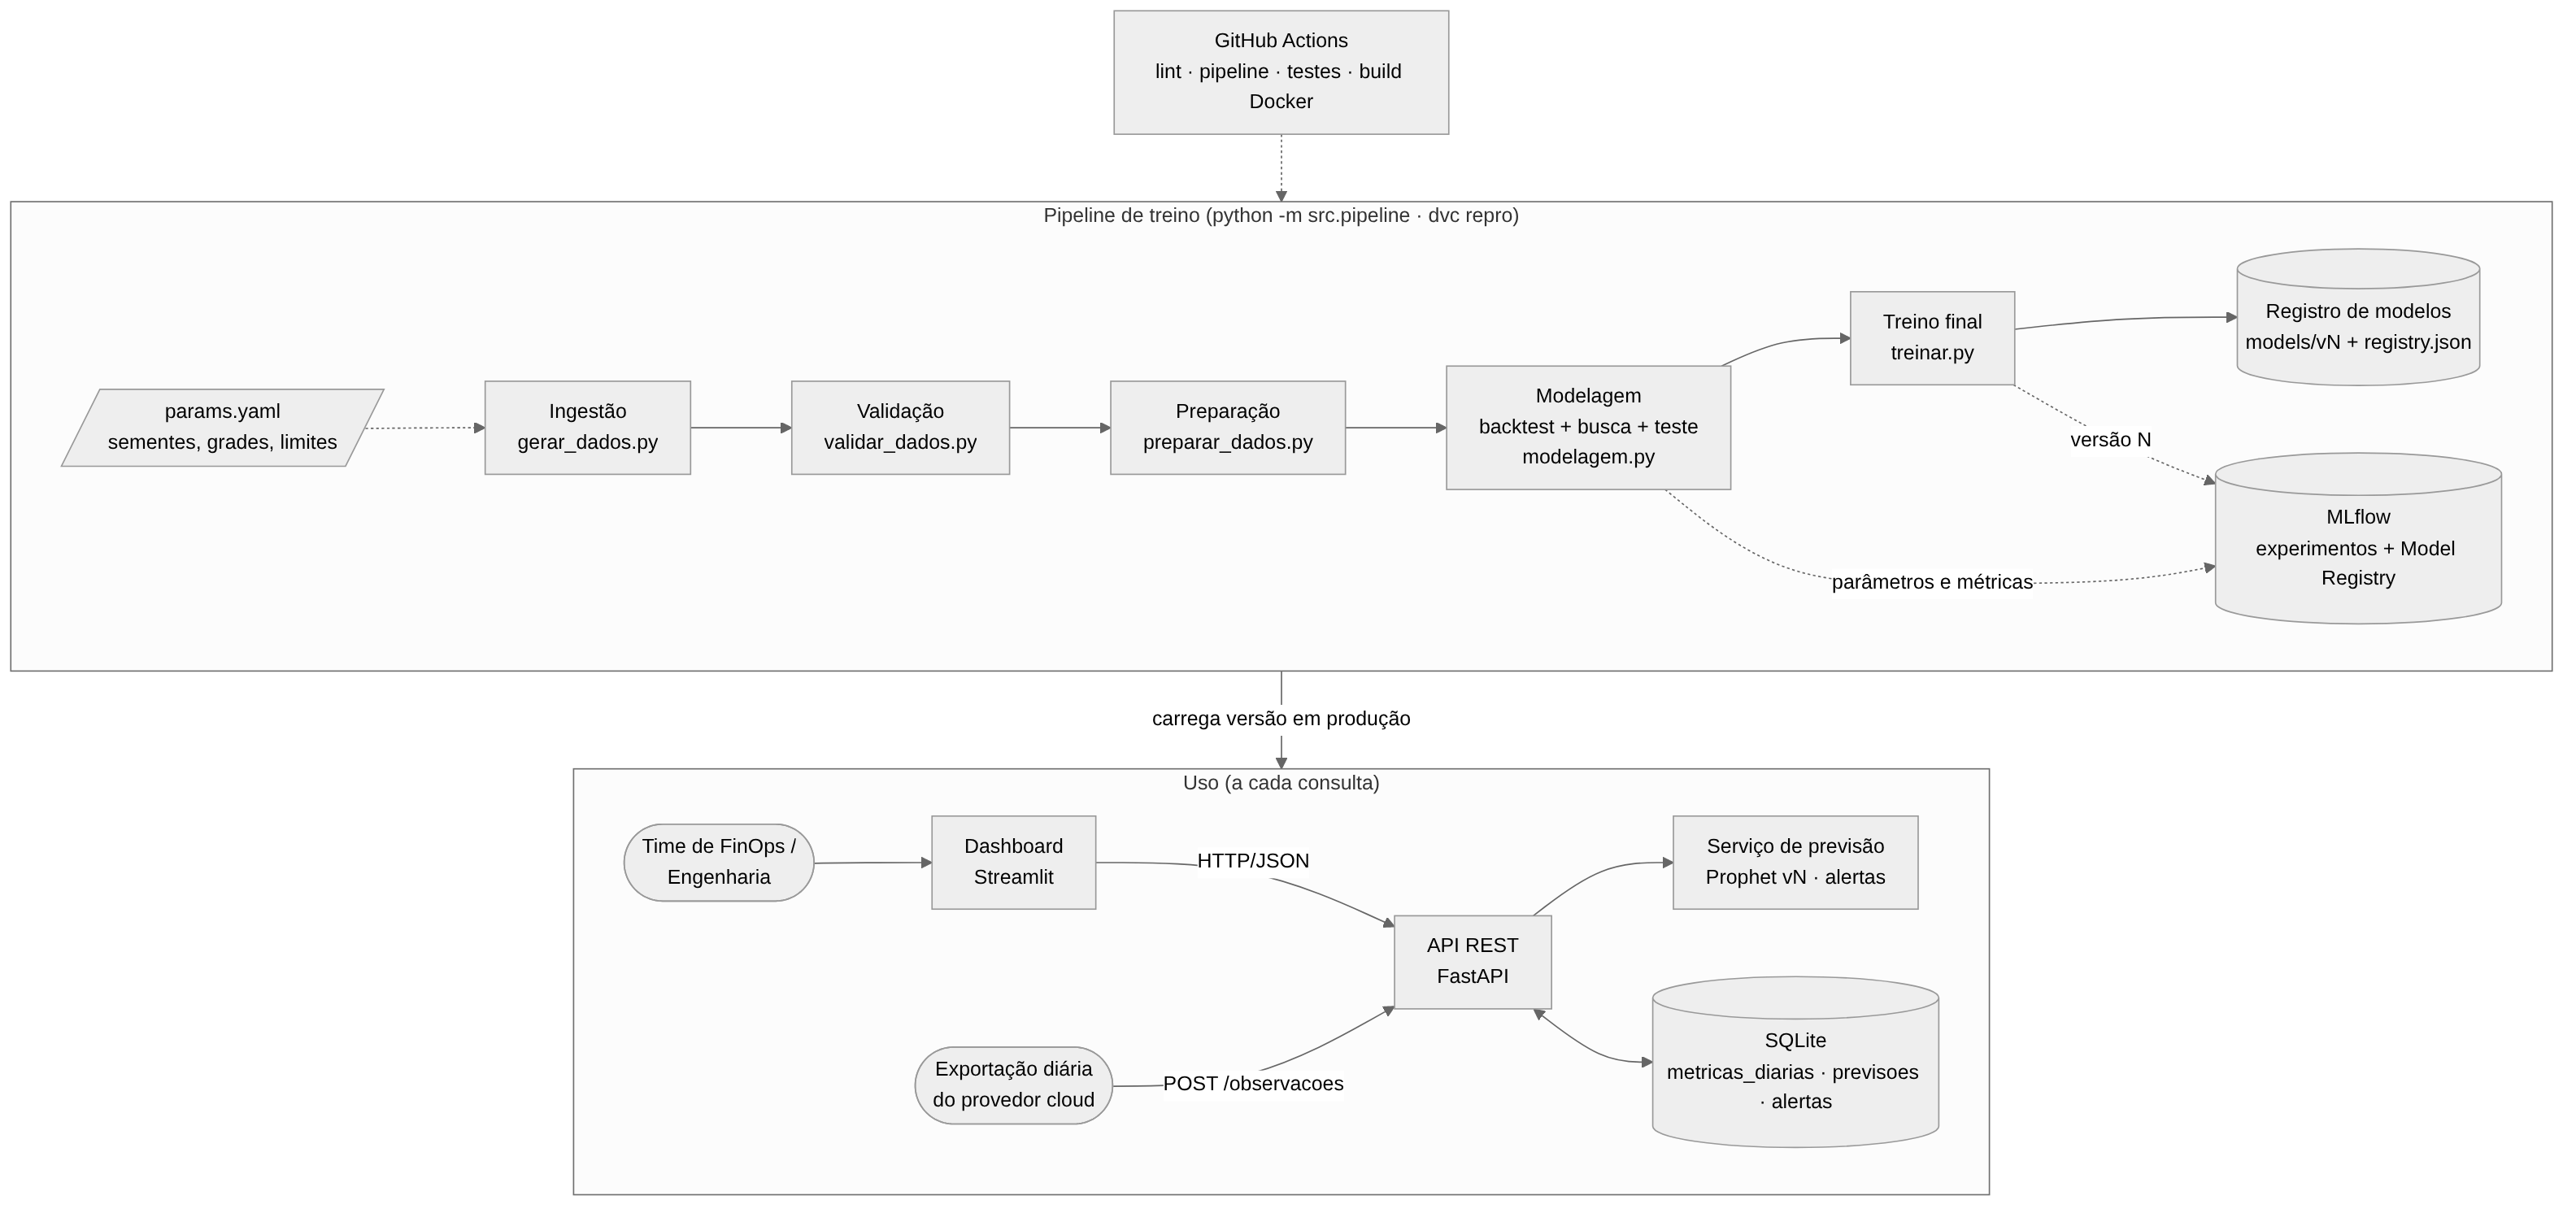 GitHub Actions
lint · pipeline · testes · build
Docker
Pipeline de treino (python -m src.pipeline · dvc repro)
params.yaml
sementes, grades, limites
Ingestão
gerar_dados.py
Validação
validar_dados.py
Preparação
preparar_dados.py
Modelagem
backtest + busca + teste
modelagem.py
Treino final
treinar.py
Registro de modelos
models/vN + registry.json
versão N
MLflow
experimentos + Model
Registry
parâmetros e métricas
carrega versão em produção
Uso (a cada consulta)
Time de FinOps /
Engenharia
Dashboard
Streamlit
HTTP/JSON
API REST
FastAPI
Serviço de previsão
Prophet vN · alertas
Exportação diária
do provedor cloud
POST /observacoes
SQLite
metricas_diarias · previsoes
· alertas